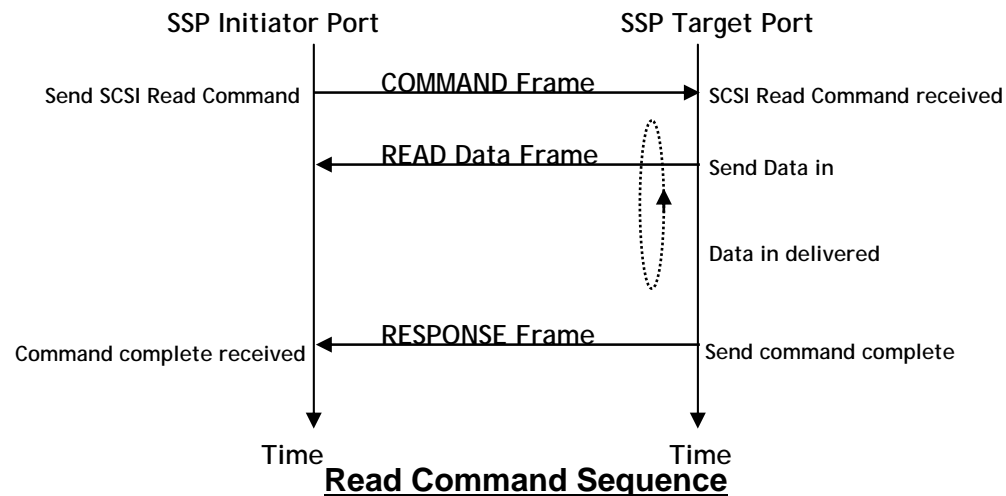 SSP Initiator Port SSP Target Port
COMMAND Frame
Send SCSI Read Command SCSI Read Command received
READ Data Frame
Send Data in
Data in delivered
RESPONSE Frame
Command complete received Send command complete
Time Time
Read Command Sequence